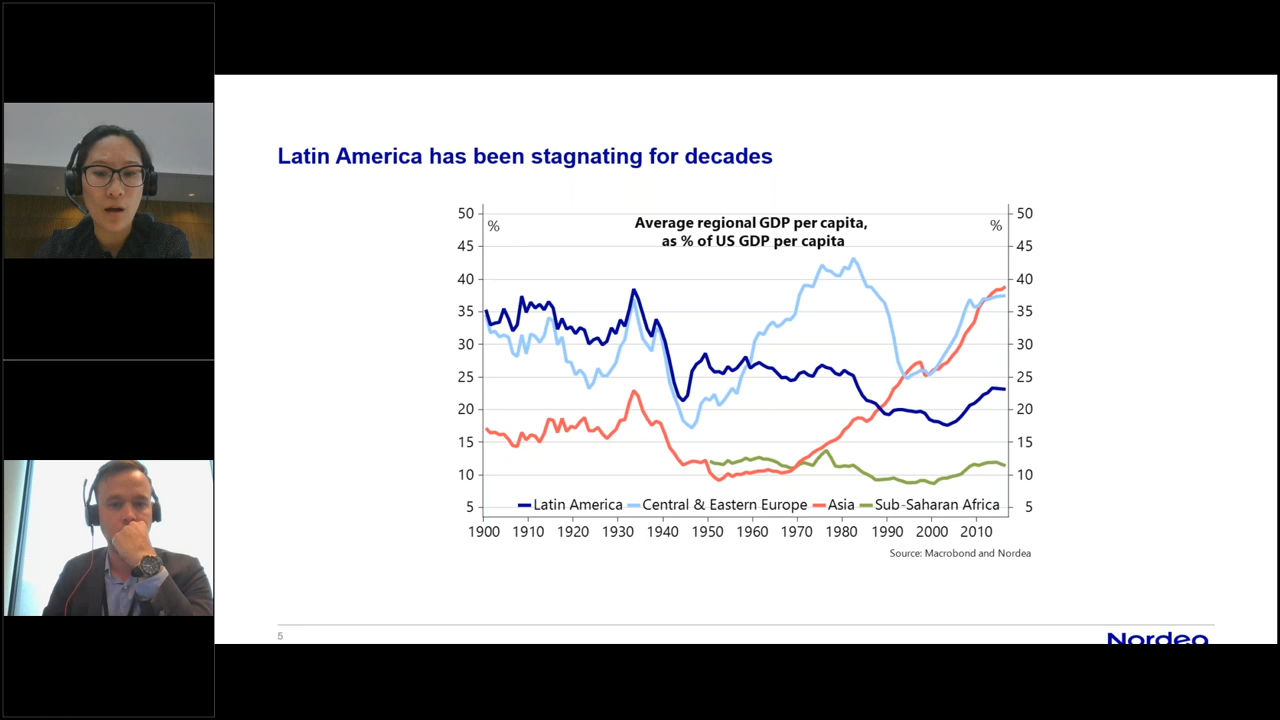 Latin America has been stagnating for decades
Average regional GDP per capita,
as % of US GDP per capita
% %
50 50
45 45
40 40
35 35
30 30
25 25
20 20
15 15
10 10
5 5
Latin America Central & Eastern Europe Asia Sub-Saharan Africa
1900 1910 1920 1930 1940 1950 1960 1970 1980 1990 2000 2010
Source: Macrobond and Nordea
5
Nordea